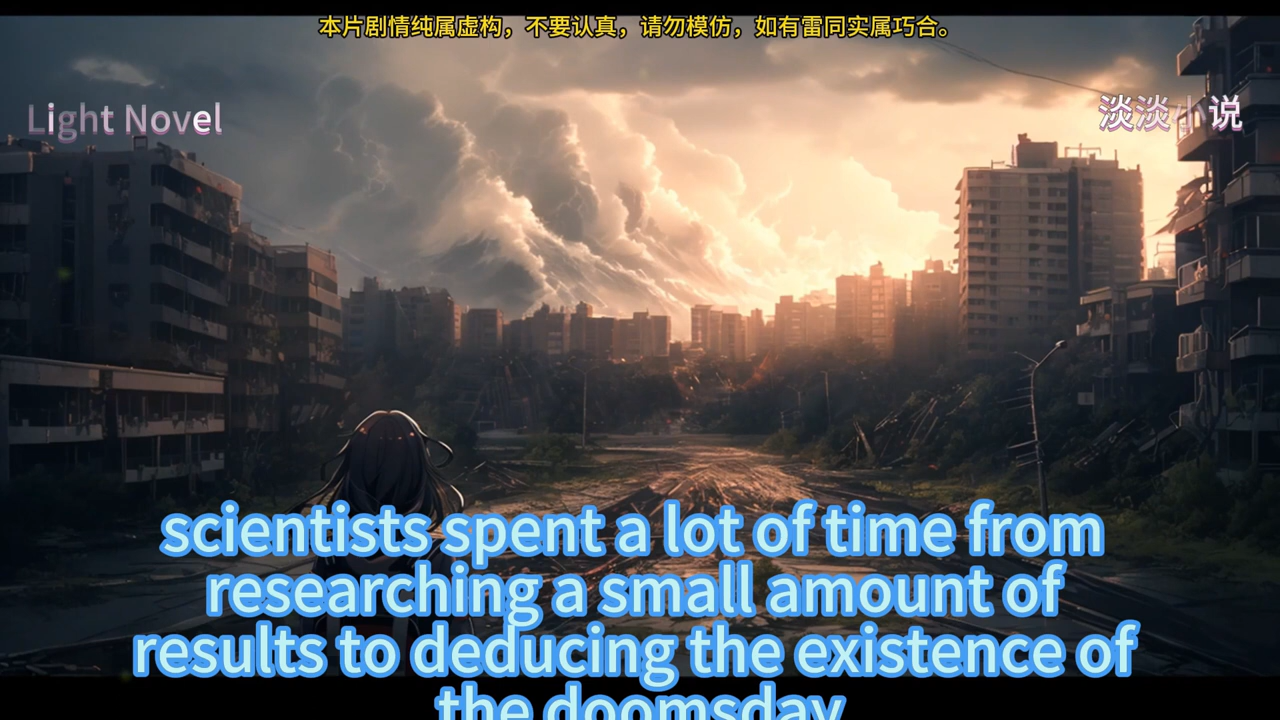 本片剧情纯属虚构，不要认真，请勿模仿，如有雷同实属巧合。
Light Novel
淡淡小说
scientists spent a lot of time from
researching a small amount of
results to deducing the existence of
the doomsday